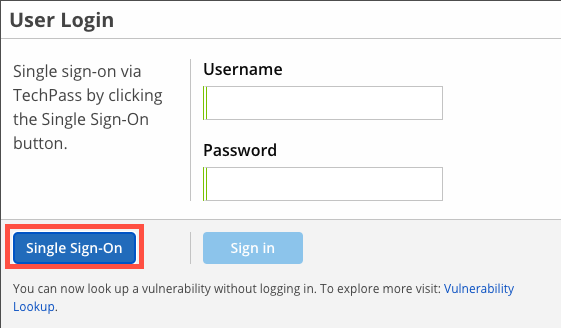 User Login
Single sign-on via
TechPass by clicking
the Single Sign-On
button.
Username
Password
Single Sign-On
Sign in
You can now look up a vulnerability without logging in. To explore more visit: Vulnerability
Lookup.